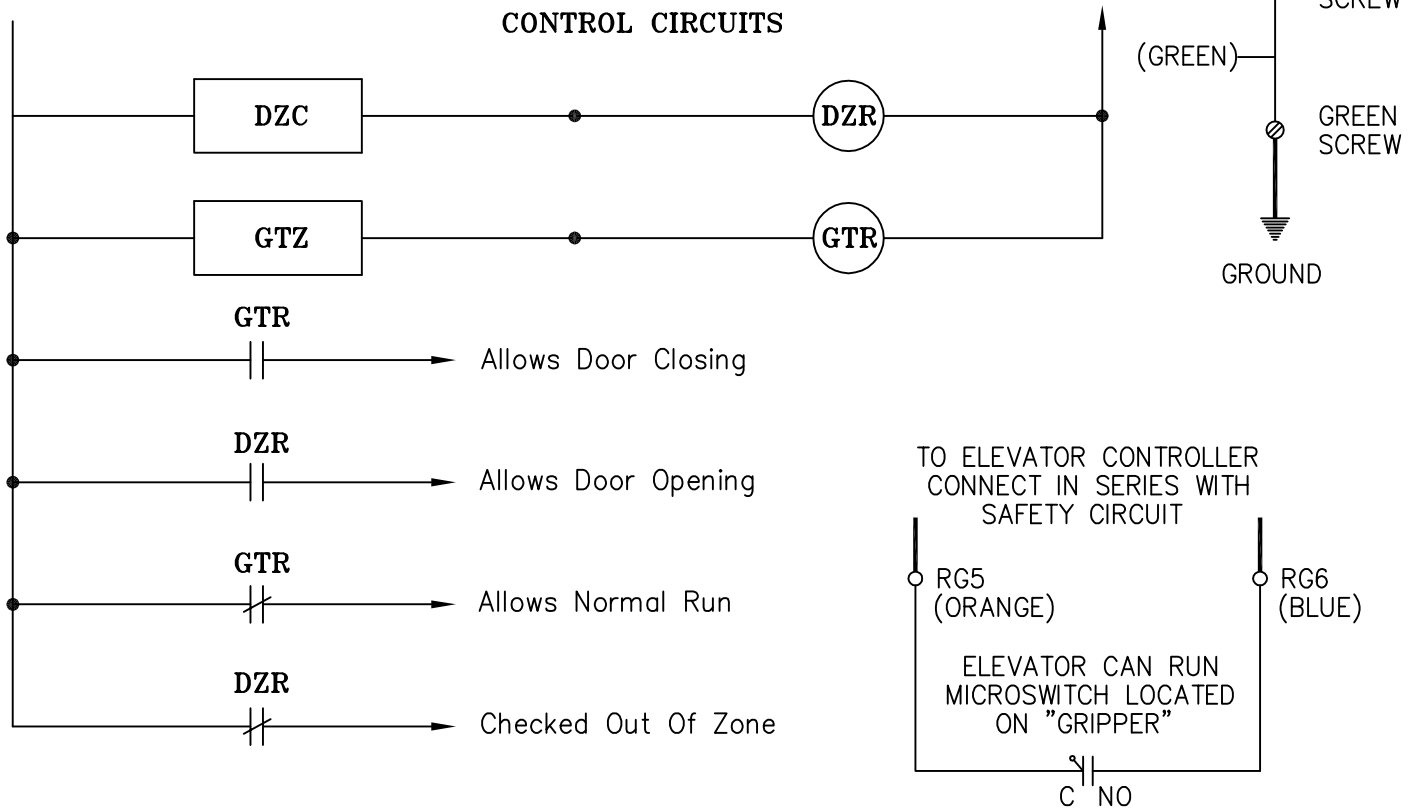 CONTROL CIRCUITS
SCREW
(GREEN)
DZC
DZR
GREEN
SCREW
GTZ
GTR
GROUND
GTR
Allows Door Closing
DZR
Allows Door Opening
TO ELEVATOR CONTROLLER
CONNECT IN SERIES WITH
SAFETY CIRCUIT
GTR
Allows Normal Run
RG5
(ORANGE)
RG6
(BLUE)
DZR
Checked Out Of Zone
ELEVATOR CAN RUN
MICROSWITCH LOCATED
ON "GRIPPER"
C NO